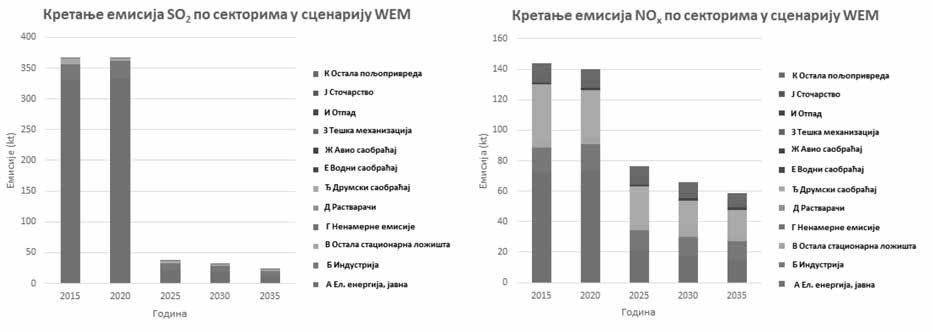 Кретање емисија SO2 по секторима у сценарију WEM
400
350
300
250
200
150
100
50
0
Емисије (kt)
2015 2020 2025 2030 2035
Година
К Остала пољопривреда
Ј Сточарство
И Отпад
З Тешка механизација
Ж Авио саобраћај
Е Водни саобраћај
Ђ Друмски саобраћај
Д Растварачи
Г Ненамерне емисије
В Остала стационарна ложишта
Б Индустрија
А Ел. енергија, јавна
Кретање емисија NOx по секторима у сценарију WEM
160
140
120
100
80
60
40
20
0
Емисија (kt)
2015 2020 2025 2030 2035
Година
К Остала пољопривреда
Ј Сточарство
И Отпад
З Тешка механизација
Ж Авио саобраћај
Е Водни саобраћај
Ђ Друмски саобраћај
Д Растварачи
Г Ненамерне емисије
В Остала стационарна ложишта
Б Индустрија
А Ел. енергија, јавна